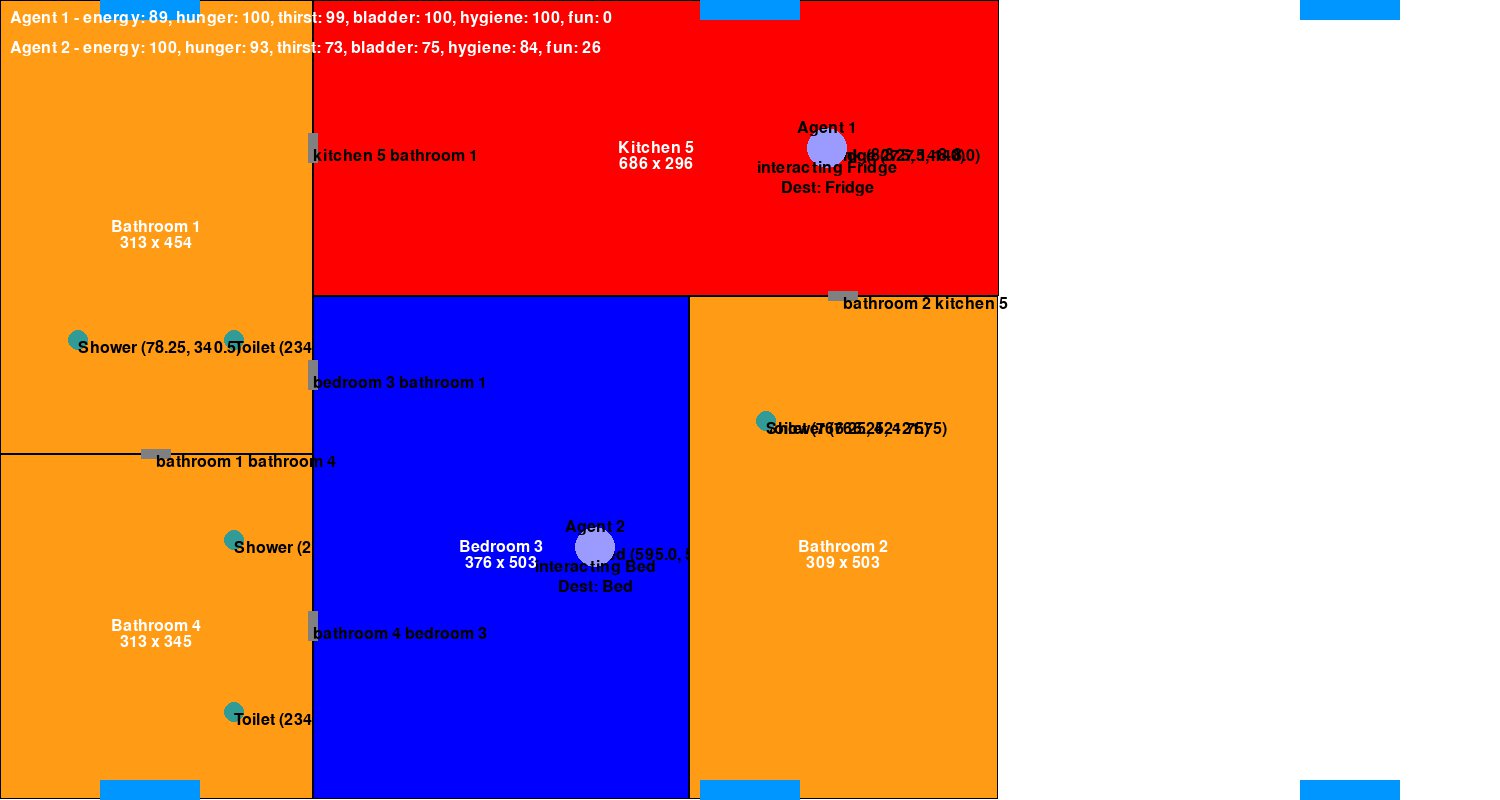 Agent 1 - energy: 89, hunger: 100, thirst: 99, bladder: 100, hygiene: 100, fun: 0
Agent 2 - energy: 100, hunger: 93, thirst: 73, bladder: 75, hygiene: 84, fun: 26
Agent 1
kitchen 5 bathroom 1
Kitchen 5
686 x 296
interacting Fridge
Dest: Fridge
Bathroom 1
313 x 454
bathroom 2 kitchen 5
Shower (78.25, 340.5)
Toilet (234
bedroom 3 bathroom 1
bathroom 1 bathroom 4
Agent 2
Shower (2
Bedroom 3
376 x 503
(595.0,
interacting Bed
Dest: Bed
Bathroom 2
309 x 503
Bathroom 4
313 x 345
bathroom 4 bedroom 3
Toilet (234